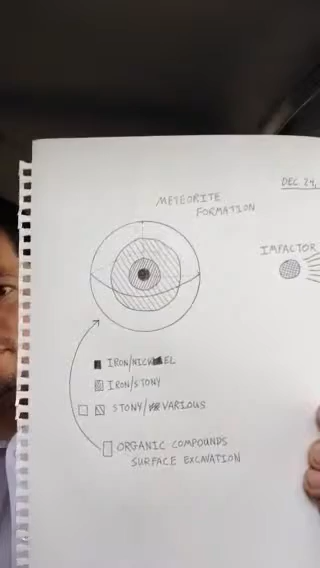 DEC 24,
METEORITE
FORMATION
IMPACTOR
IRON/NICKEL
IRON/STONY
STONY/VARIOUS
ORGANIC COMPOUNDS
SURFACE EXCAVATION